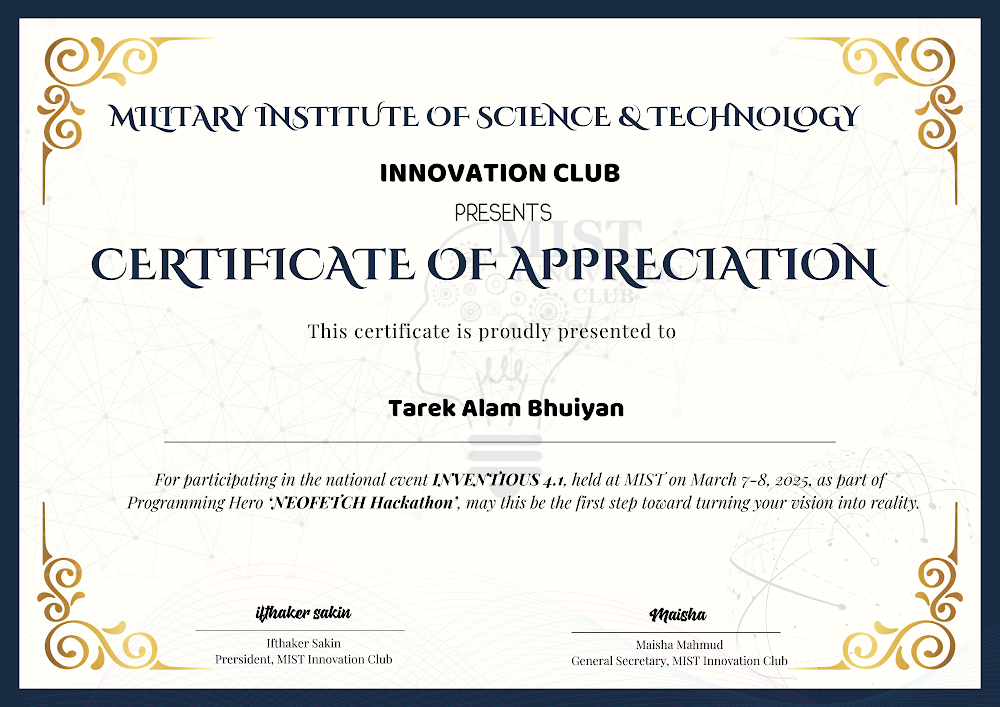 MILITARY INSTITUTE OF SCIENCE & TECHNOLOGY
INNOVATION CLUB
PRESENTS
MIST
INNOVATION
CLUB
CERTIFICATE OF APPRECIATION
This certificate is proudly presented to
Tarek Alam Bhuiyan
For participating in the national event INVENTIOUS 4.1, held at MIST on March 7-8, 2025, as part of
Programming Hero ‘NEOFETCH Hackathon’, may this be the first step toward turning your vision into reality.
ifthaker sakin
Ifthaker Sakin
Prersident, MIST Innovation Club
Maisha
Maisha Mahmud
General Secretary, MIST Innovation Club